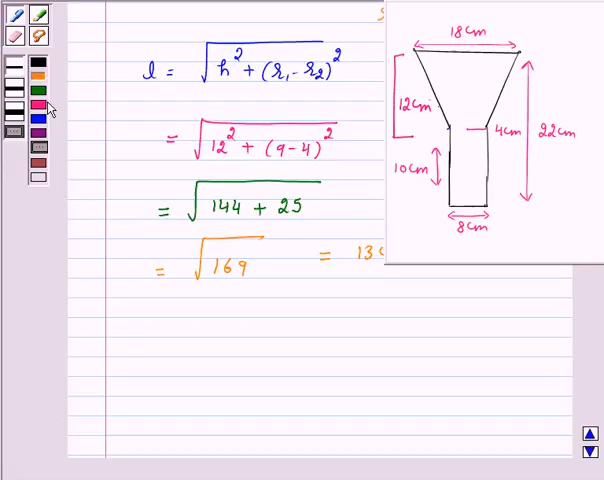 l = √h² + (r₁ - r₂)²
= √12² + (9-4)²
= √144 + 25
= √169 = 13
18cm
12cm
4cm
22cm
10cm
8cm